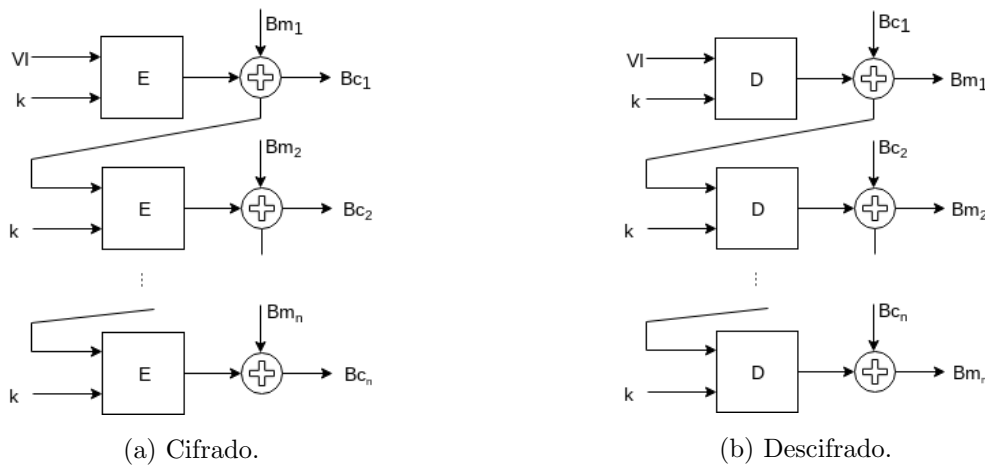 Bm1
VI
E
Bc1
k
Bm2
E
Bc2
k
⋮
Bmn
E
Bcn
k
(a) Cifrado.
Bc1
VI
D
Bm1
k
Bc2
D
Bm2
k
⋮
Bcn
D
Bmn
k
(b) Descifrado.